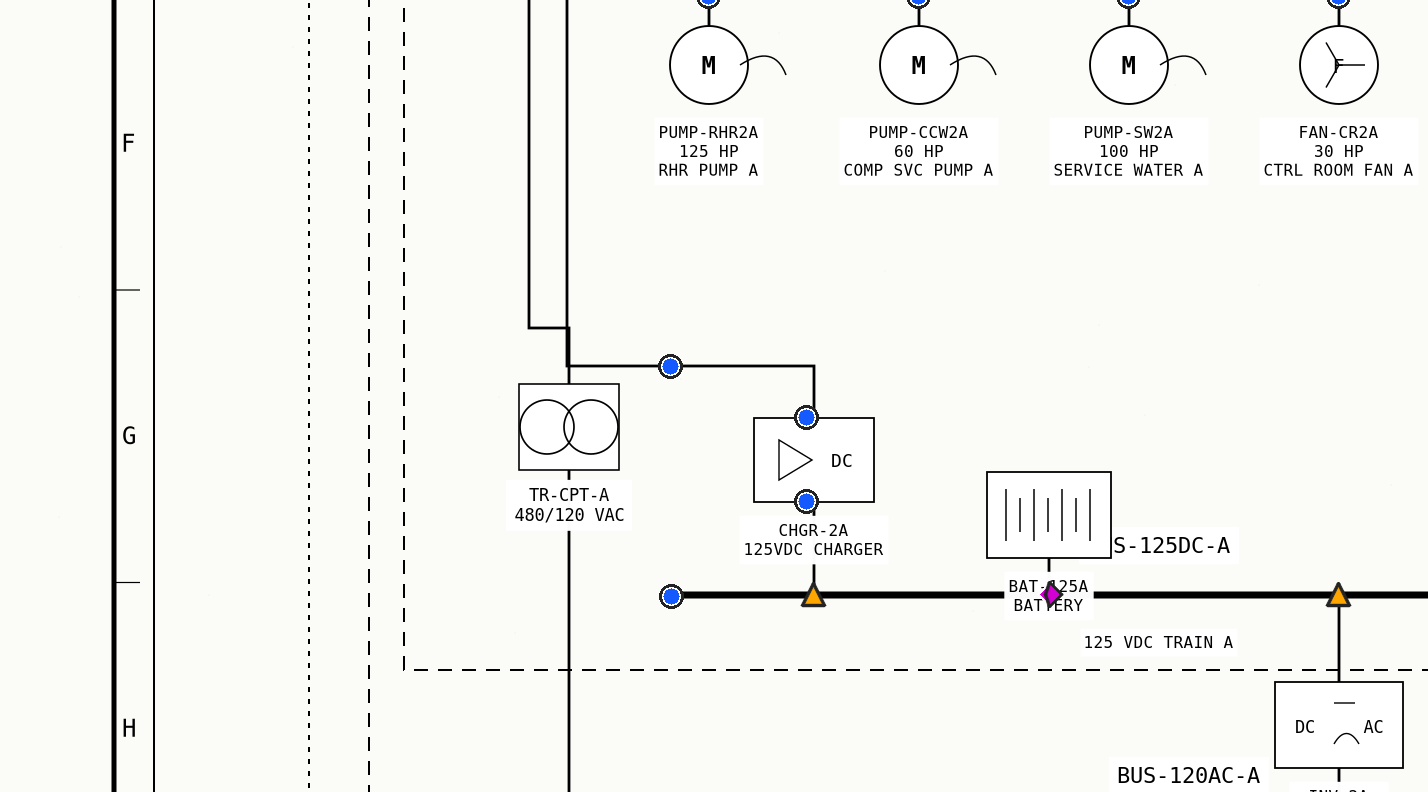 M
M
M
F
PUMP-RHR2A
125 HP
RHR PUMP A
PUMP-CCW2A
60 HP
COMP SVC PUMP A
PUMP-SW2A
100 HP
SERVICE WATER A
FAN-CR2A
30 HP
CTRL ROOM FAN A
F
G
TR-CPT-A
480/120 VAC
DC
CHGR-2A
125VDC CHARGER
S-125DC-A
BAT-125A
BATTERY
125 VDC TRAIN A
H
DC
AC
BUS-120AC-A